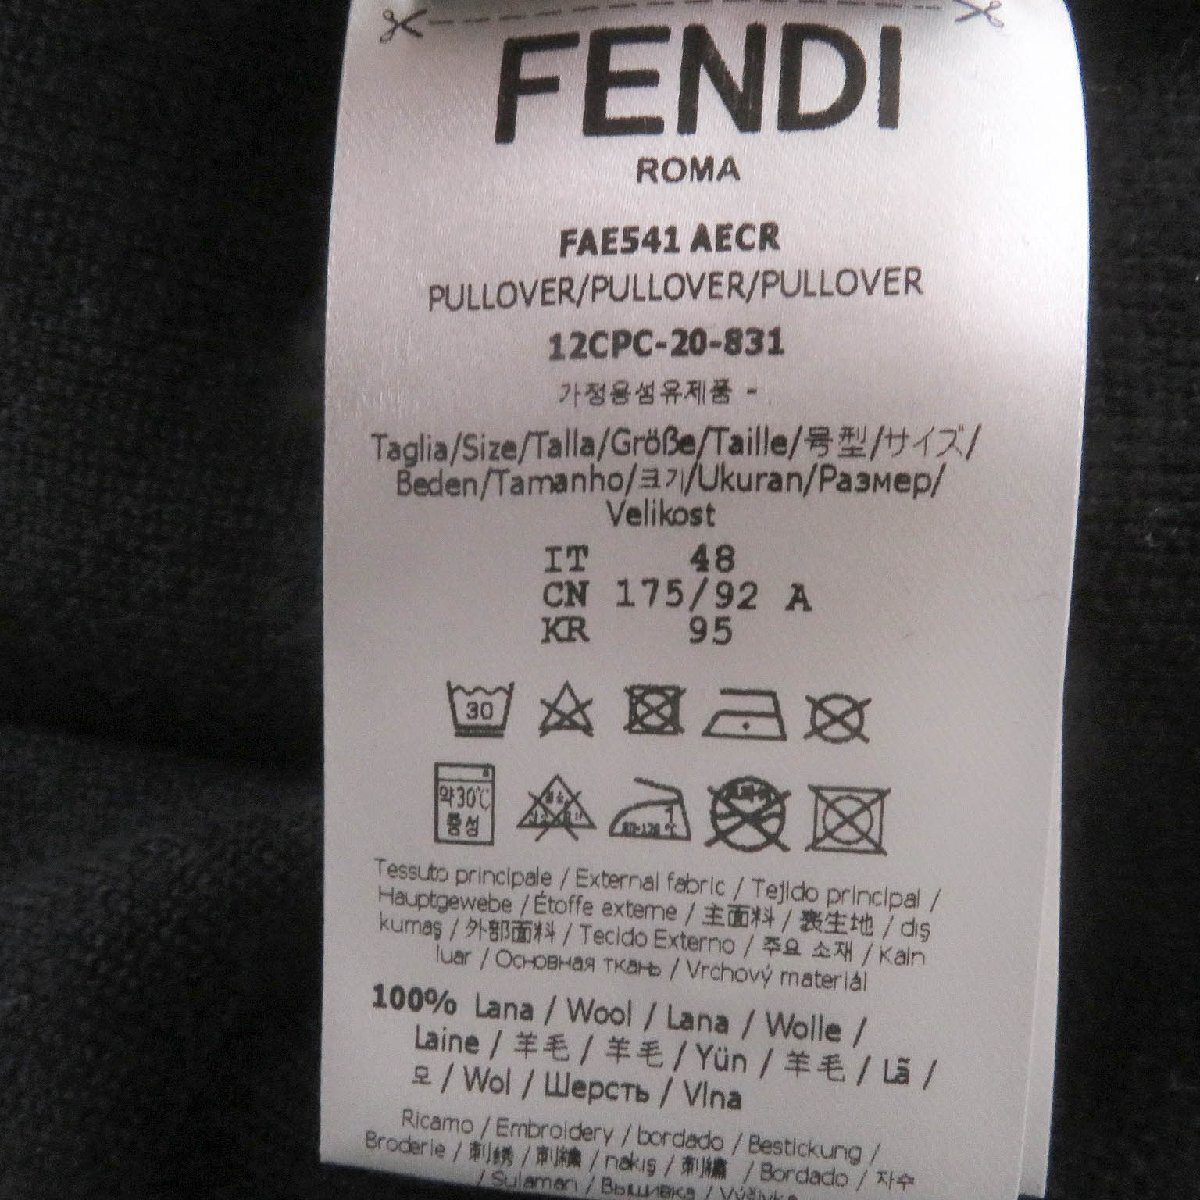 FENDI
ROMA
FAE541 AECR
PULLOVER/PULLOVER/PULLOVER
12CPC-20-831
가정용섬유제품 -
Taglia/Size/Talla/Größe/Taille/号型/サイズ/
Beden/Tamanho/크기/Ukuran/Размер/
Velikost
IT 48
CN 175/92 A
KR 95
30
약30℃
중성
Tessuto principale / External fabric / Tejido principal /
Hauptgewebe / Étoffe externe / 主面料 / 表生地 / dış
kumaş / 外部面料 / Tecido Externo / 주요 소재 / Kain
luar / Основная ткань / Vrchový materiál
100% Lana / Wool / Lana / Wolle /
Laine / 羊毛 / 羊毛 / Yün / 羊毛 / Lã /
모 / Wol / Шерсть / Vlna
Ricamo / Embroidery / bordado / Bestickung /
Broderie / 刺绣 / 刺繍 / nakış / 刺繡 / Bordado / 자수
/ Sulaman / Вышивка / Výšivka